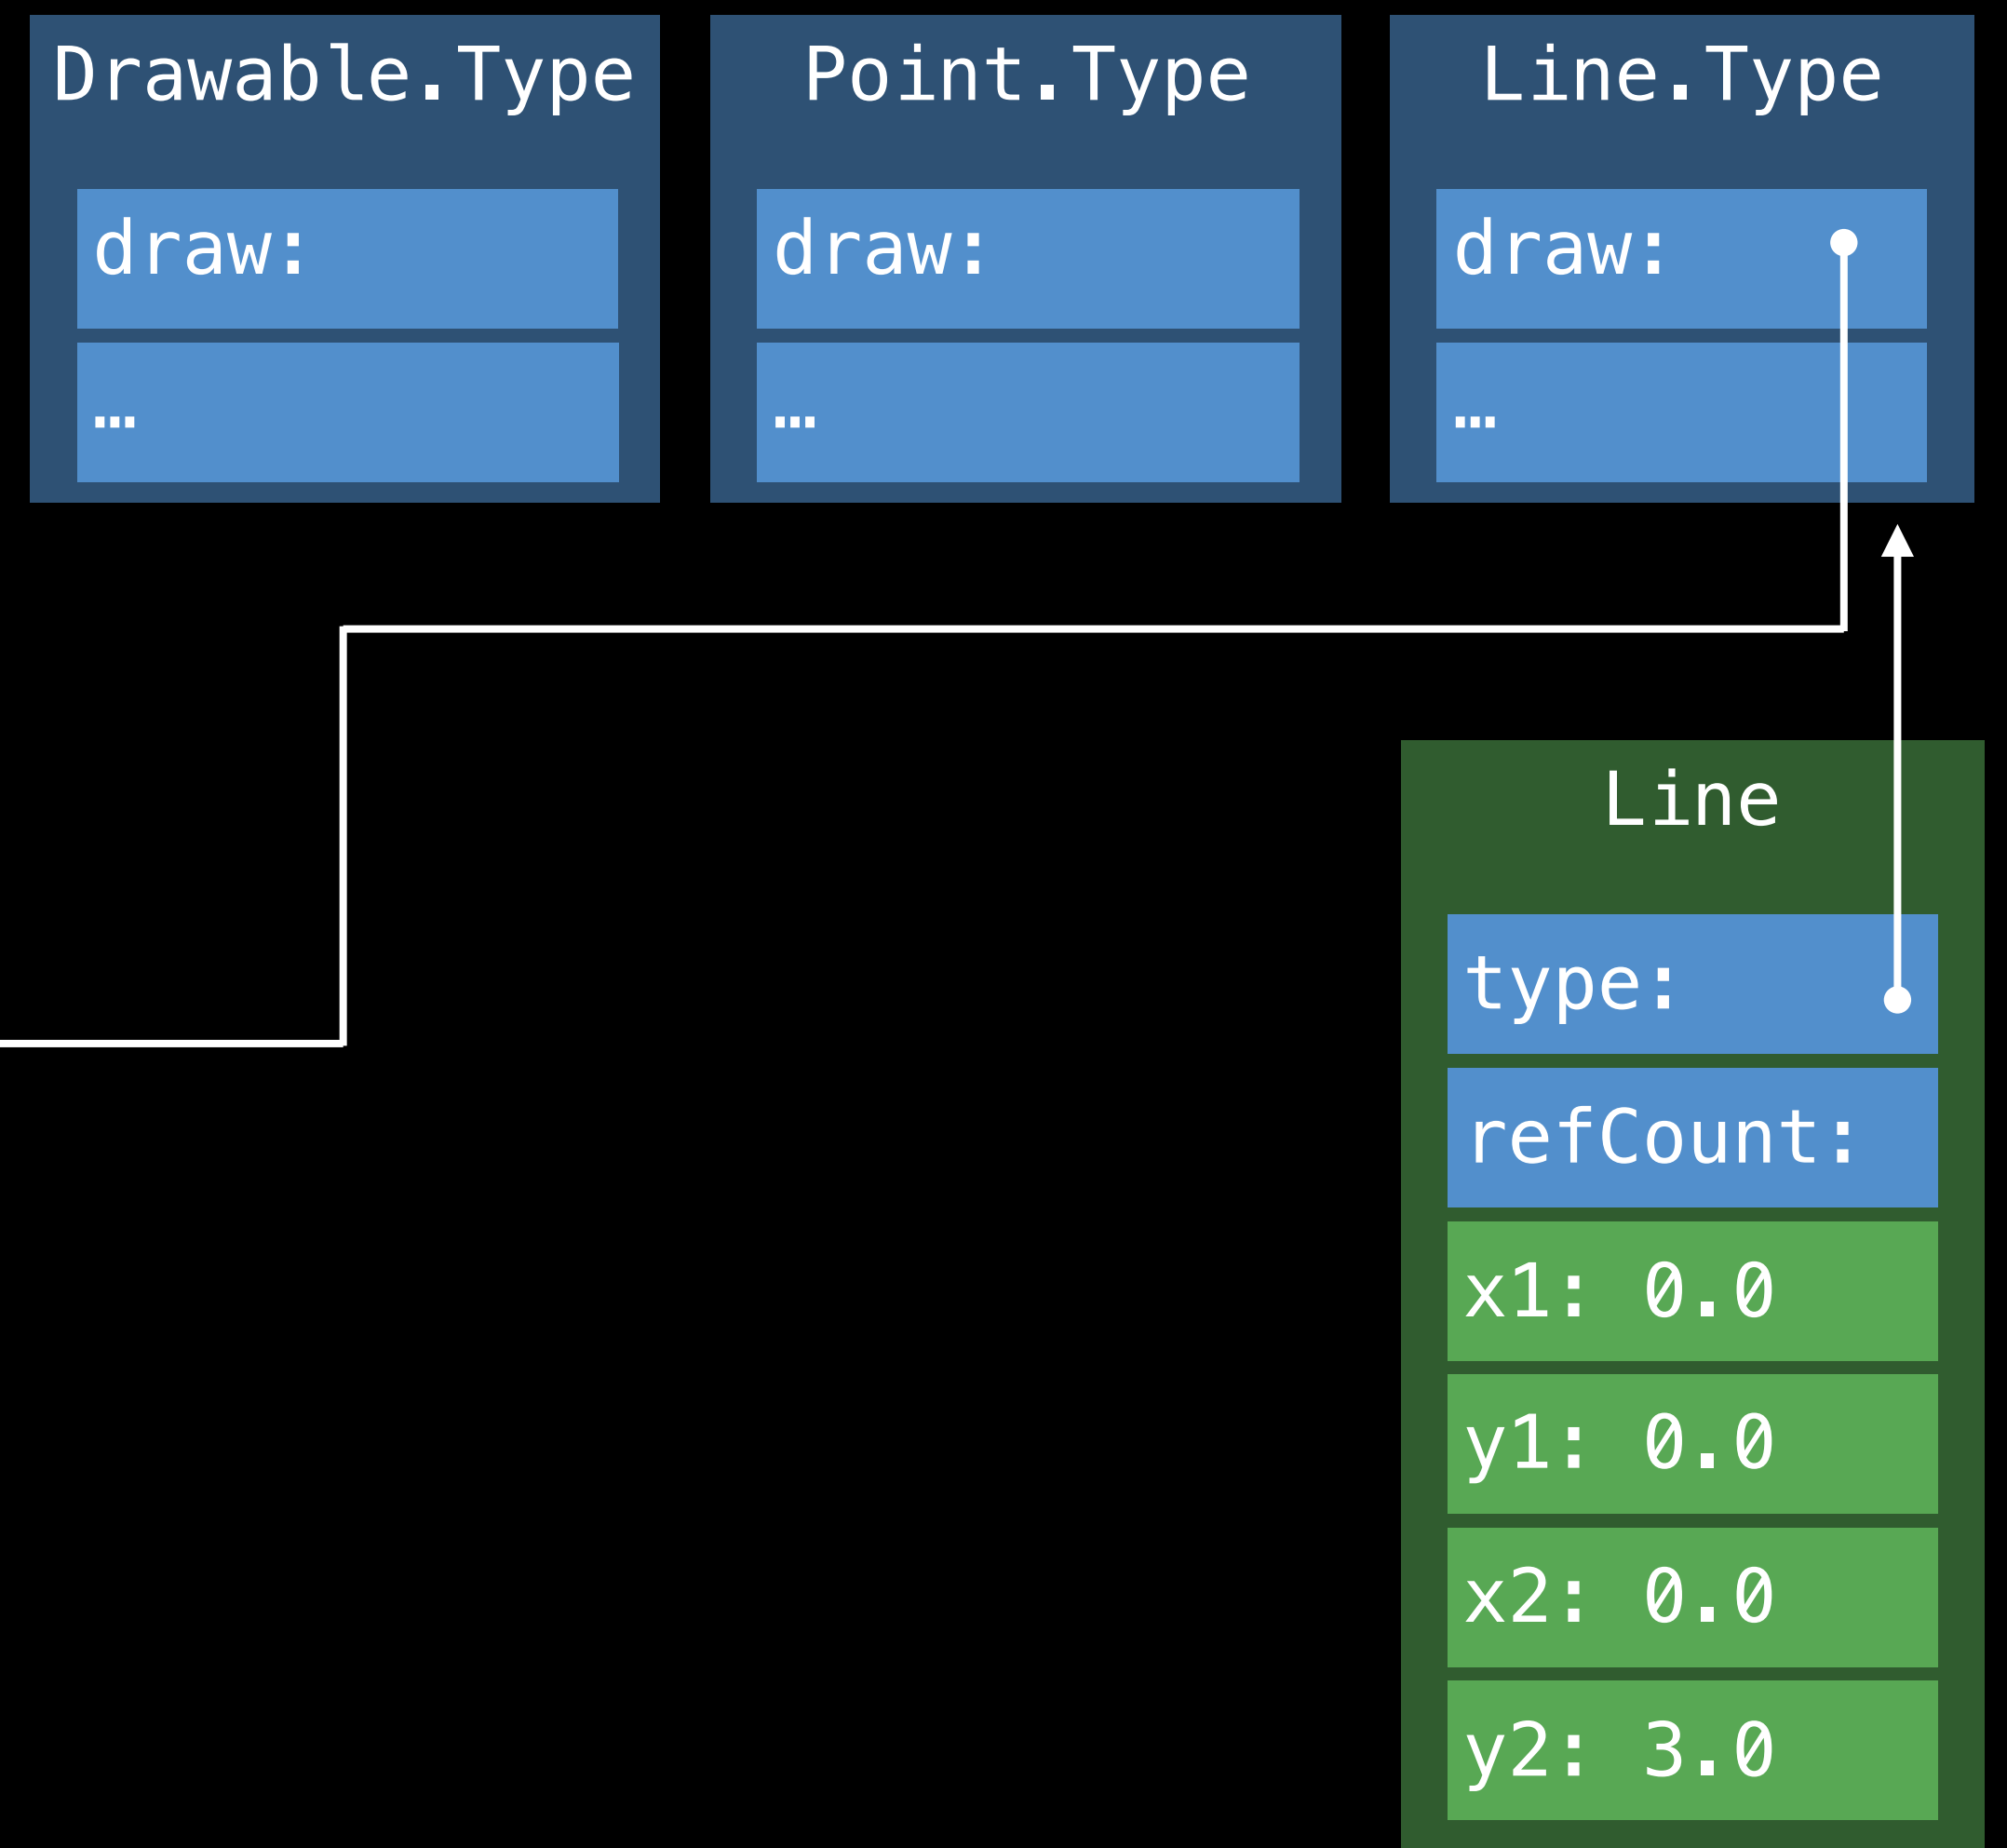 Drawable.Type
draw:
…
Point.Type
draw:
…
Line.Type
draw:
…
Line
type:
refCount:
x1: 0.0
y1: 0.0
x2: 0.0
y2: 3.0